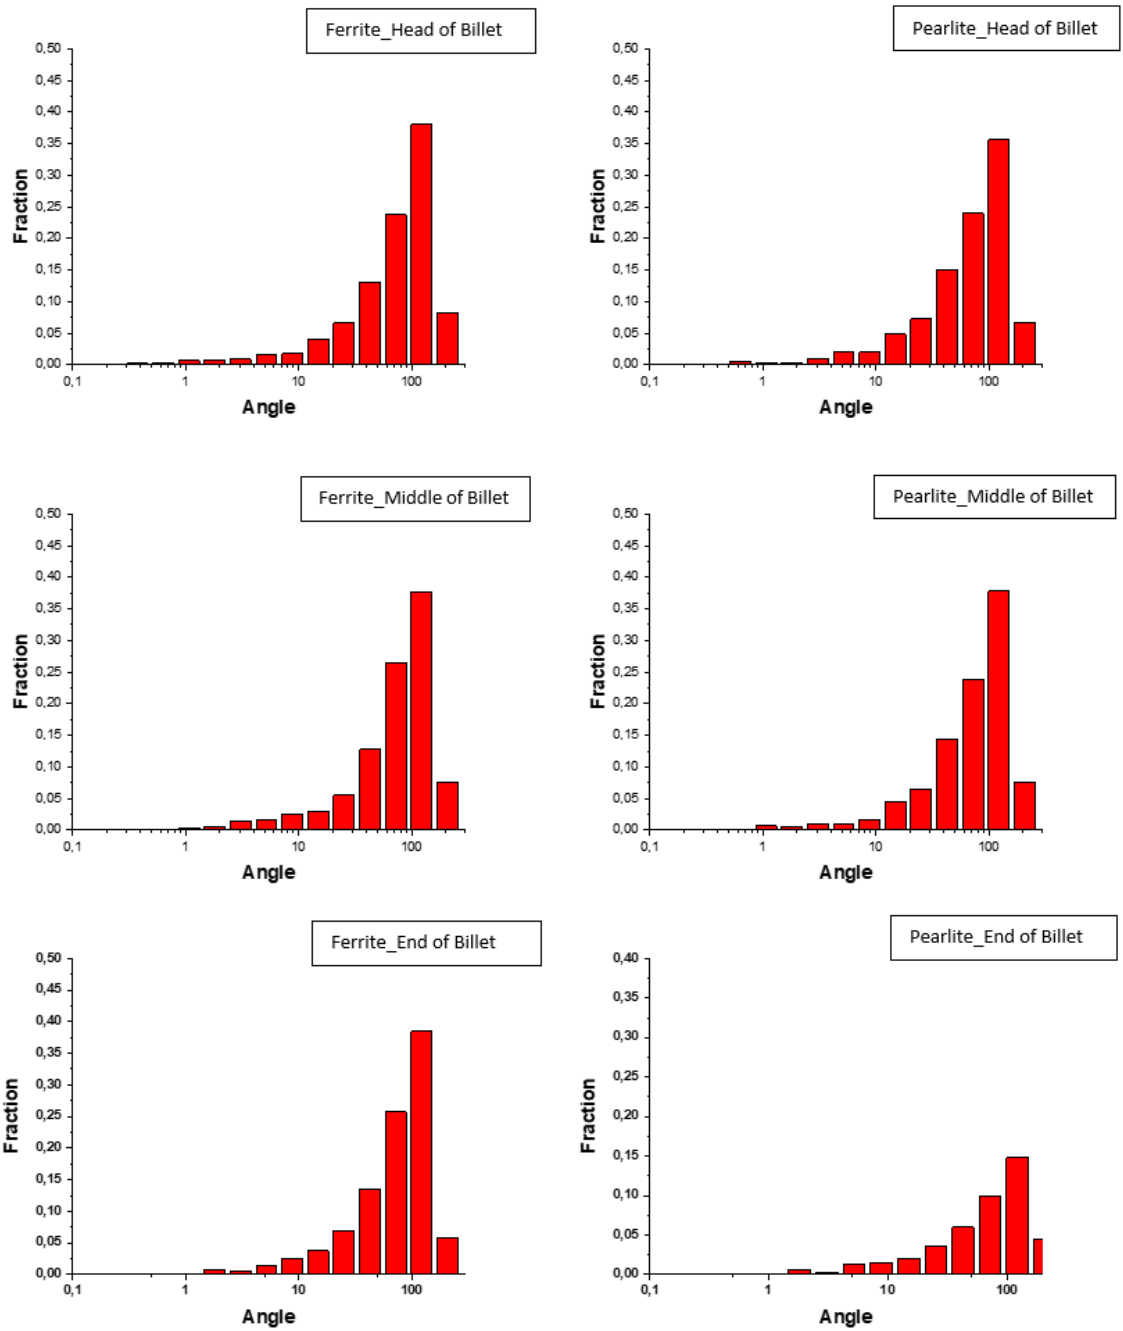 Ferrite_Head of Billet
0,50
0,45
0,40
0,35
0,30
0,25
0,20
0,15
0,10
0,05
0,00
Fraction
0,1 1 10 100
Angle
Pearlite_Head of Billet
0,50
0,45
0,40
0,35
0,30
0,25
0,20
0,15
0,10
0,05
0,00
Fraction
0,1 1 10 100
Angle
Ferrite_Middle of Billet
0,50
0,45
0,40
0,35
0,30
0,25
0,20
0,15
0,10
0,05
0,00
Fraction
0,1 1 10 100
Angle
Pearlite_Middle of Billet
0,50
0,45
0,40
0,35
0,30
0,25
0,20
0,15
0,10
0,05
0,00
Fraction
0,1 1 10 100
Angle
Ferrite_End of Billet
0,50
0,45
0,40
0,35
0,30
0,25
0,20
0,15
0,10
0,05
0,00
Fraction
0,1 1 10 100
Angle
Pearlite_End of Billet
0,40
0,35
0,30
0,25
0,20
0,15
0,10
0,05
0,00
Fraction
0,1 1 10 100
Angle